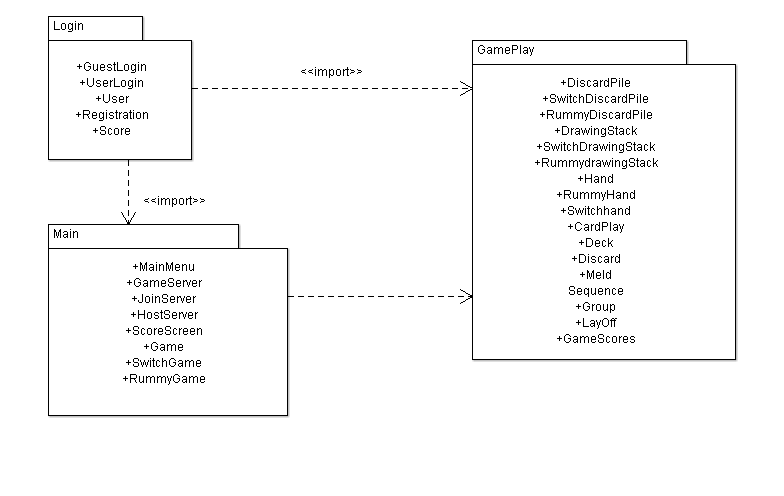 Login
+GuestLogin
+UserLogin
+User
+Registration
+Score
<<import>>
<<import>>
Main
+MainMenu
+GameServer
+JoinServer
+HostServer
+ScoreScreen
+Game
+SwitchGame
+RummyGame
GamePlay
+DiscardPile
+SwitchDiscardPile
+RummyDiscardPile
+DrawingStack
+SwitchDrawingStack
+RummydrawingStack
+Hand
+RummyHand
+Switchhand
+CardPlay
+Deck
+Discard
+Meld
Sequence
+Group
+LayOff
+GameScores